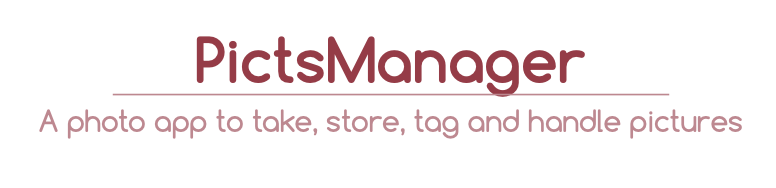 PictsManager
A photo app to take, store, tag and handle pictures